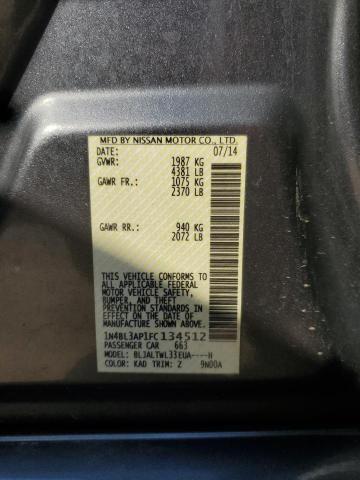 MFD BY NISSAN MOTOR CO., LTD.
DATE: 07/14
GVWR: 1987 KG
4381 LB
GAWR FR: 1075 KG
2370 LB
GAWR RR: 940 KG
2072 LB
THIS VEHICLE CONFORMS TO
ALL APPLICABLE FEDERAL
MOTOR VEHICLE SAFETY,
BUMPER, AND THEFT
PREVENTION STANDARDS
IN EFFECT ON THE DATE OF
MANUFACTURE SHOWN ABOVE.
1N4BL3AP1FC134512
PASSENGER CAR 663
MODEL: BLJALTWL33EUA----H
COLOR: KAD TRIM: Z 9N00A